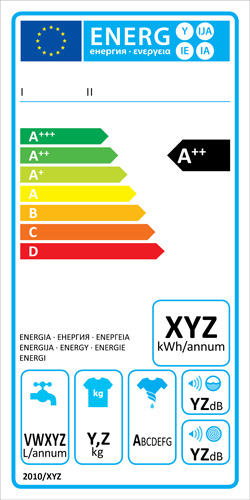 ENERG Y IJA
енергия · ενεργεια IE IA
I II
A+++
A++ A++
A+
A
B
C
D
XYZ
kWh/annum
ENERGIA · ЕНЕРГИЯ · ΕΝΕΡΓΕΙΑ
ENERGIJA · ENERGY · ENERGIE
ENERGI
kg
VWXYZ
L/annum
Y,Z
kg
ABCDEFG
YZdB
YZdB
2010/XYZ